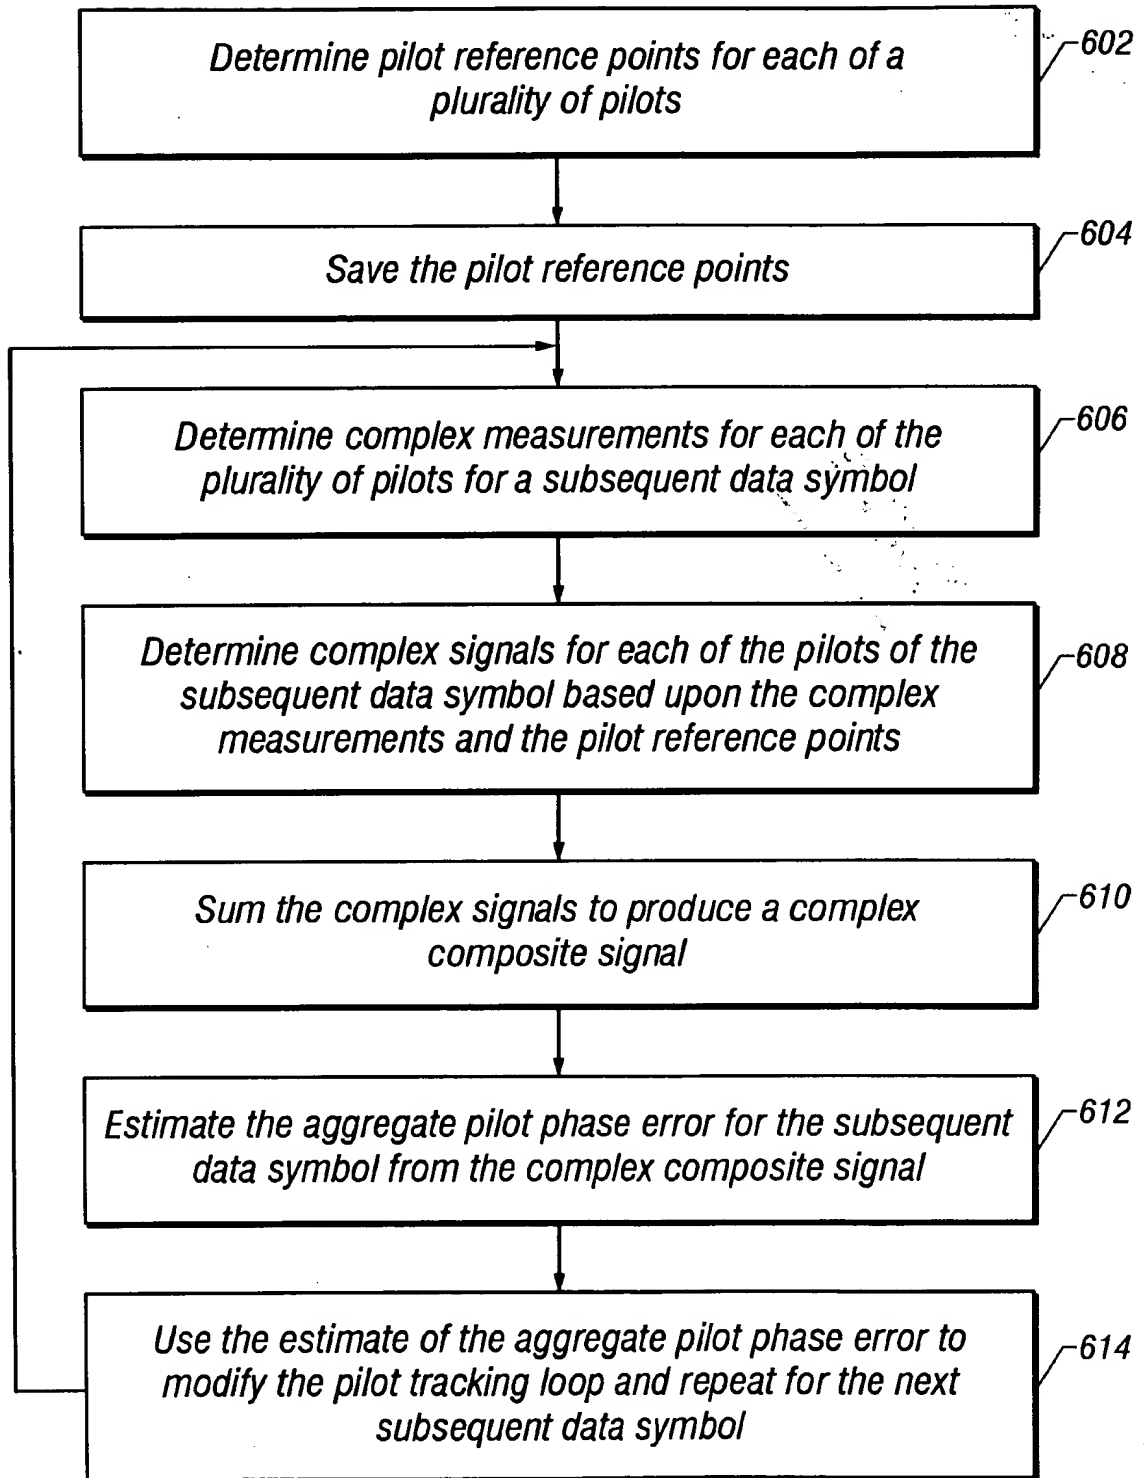 Determine pilot reference points for each of a
plurality of pilots
602
Save the pilot reference points
604
Determine complex measurements for each of the
plurality of pilots for a subsequent data symbol
606
Determine complex signals for each of the pilots of the
subsequent data symbol based upon the complex
measurements and the pilot reference points
608
Sum the complex signals to produce a complex
composite signal
610
Estimate the aggregate pilot phase error for the subsequent
data symbol from the complex composite signal
612
Use the estimate of the aggregate pilot phase error to
modify the pilot tracking loop and repeat for the next
subsequent data symbol
614